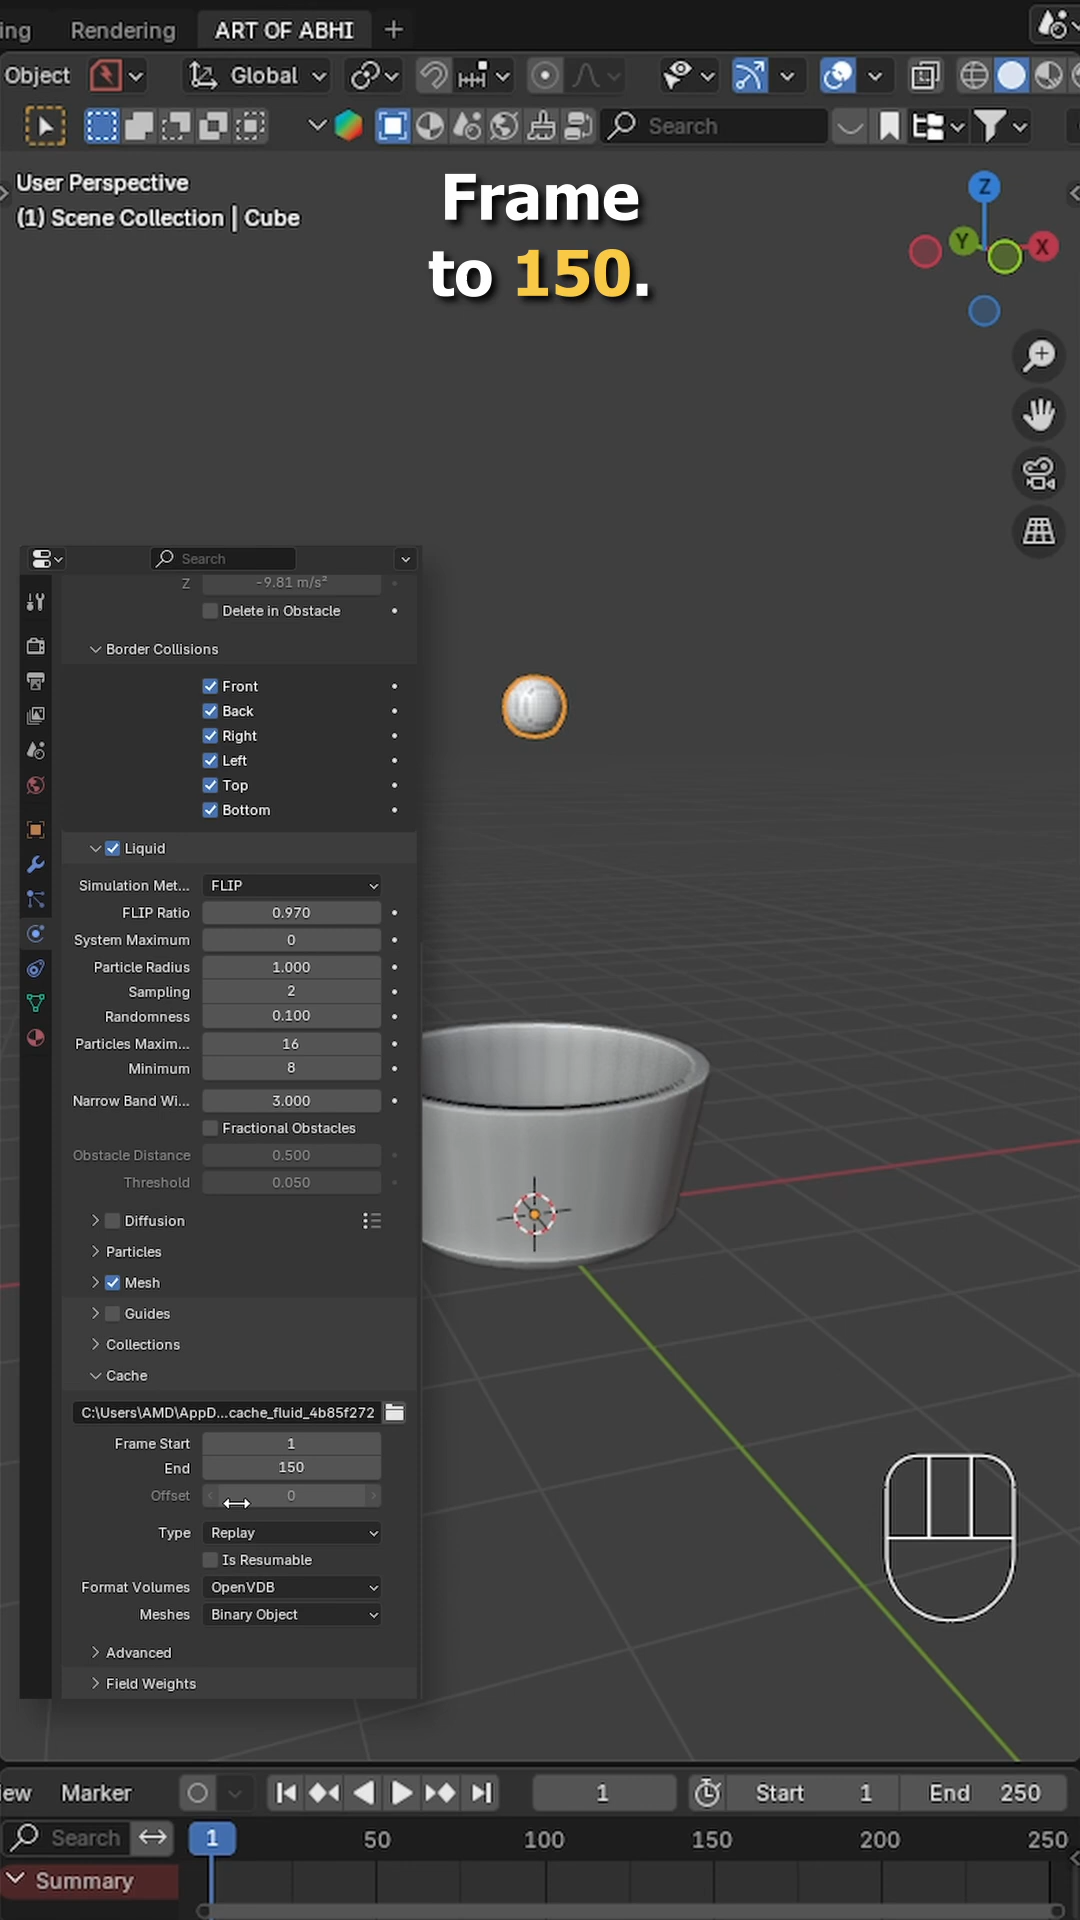 ing Rendering ART OF ABHI +
Object Global
Search
User Perspective
(1) Scene Collection | Cube
Frame
to 150.
Z
Y
X
Search
Z -9.81 m/s²
Delete in Obstacle
Border Collisions
Front
Back
Right
Left
Top
Bottom
Liquid
Simulation Met... FLIP
FLIP Ratio 0.970
System Maximum 0
Particle Radius 1.000
Sampling 2
Randomness 0.100
Particles Maxim... 16
Minimum 8
Narrow Band Wi... 3.000
Fractional Obstacles
Obstacle Distance 0.500
Threshold 0.050
Diffusion
Particles
Mesh
Guides
Collections
Cache
C:\Users\AMD\AppD...cache_fluid_4b85f272
Frame Start 1
End 150
Offset 0
Type Replay
Is Resumable
Format Volumes OpenVDB
Meshes Binary Object
Advanced
Field Weights
iew Marker 1 Start 1 End 250
Search 1 50 100 150 200 250
Summary